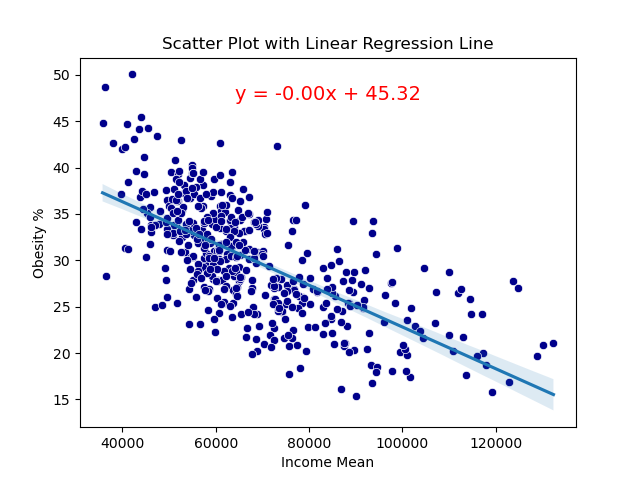 Scatter Plot with Linear Regression Line
y = -0.00x + 45.32
50
45
40
35
30
25
20
15
Obesity %
40000 60000 80000 100000 120000
Income Mean